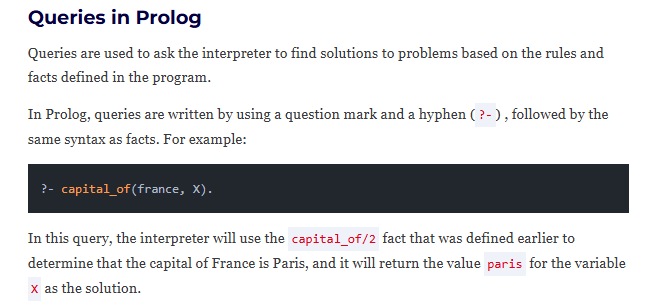 Queries in Prolog
Queries are used to ask the interpreter to find solutions to problems based on the rules and
facts defined in the program.
In Prolog, queries are written by using a question mark and a hyphen ( ?- ) , followed by the
same syntax as facts. For example:
?- capital_of(france, X).
In this query, the interpreter will use the capital_of/2 fact that was defined earlier to
determine that the capital of France is Paris, and it will return the value paris for the variable
X as the solution.